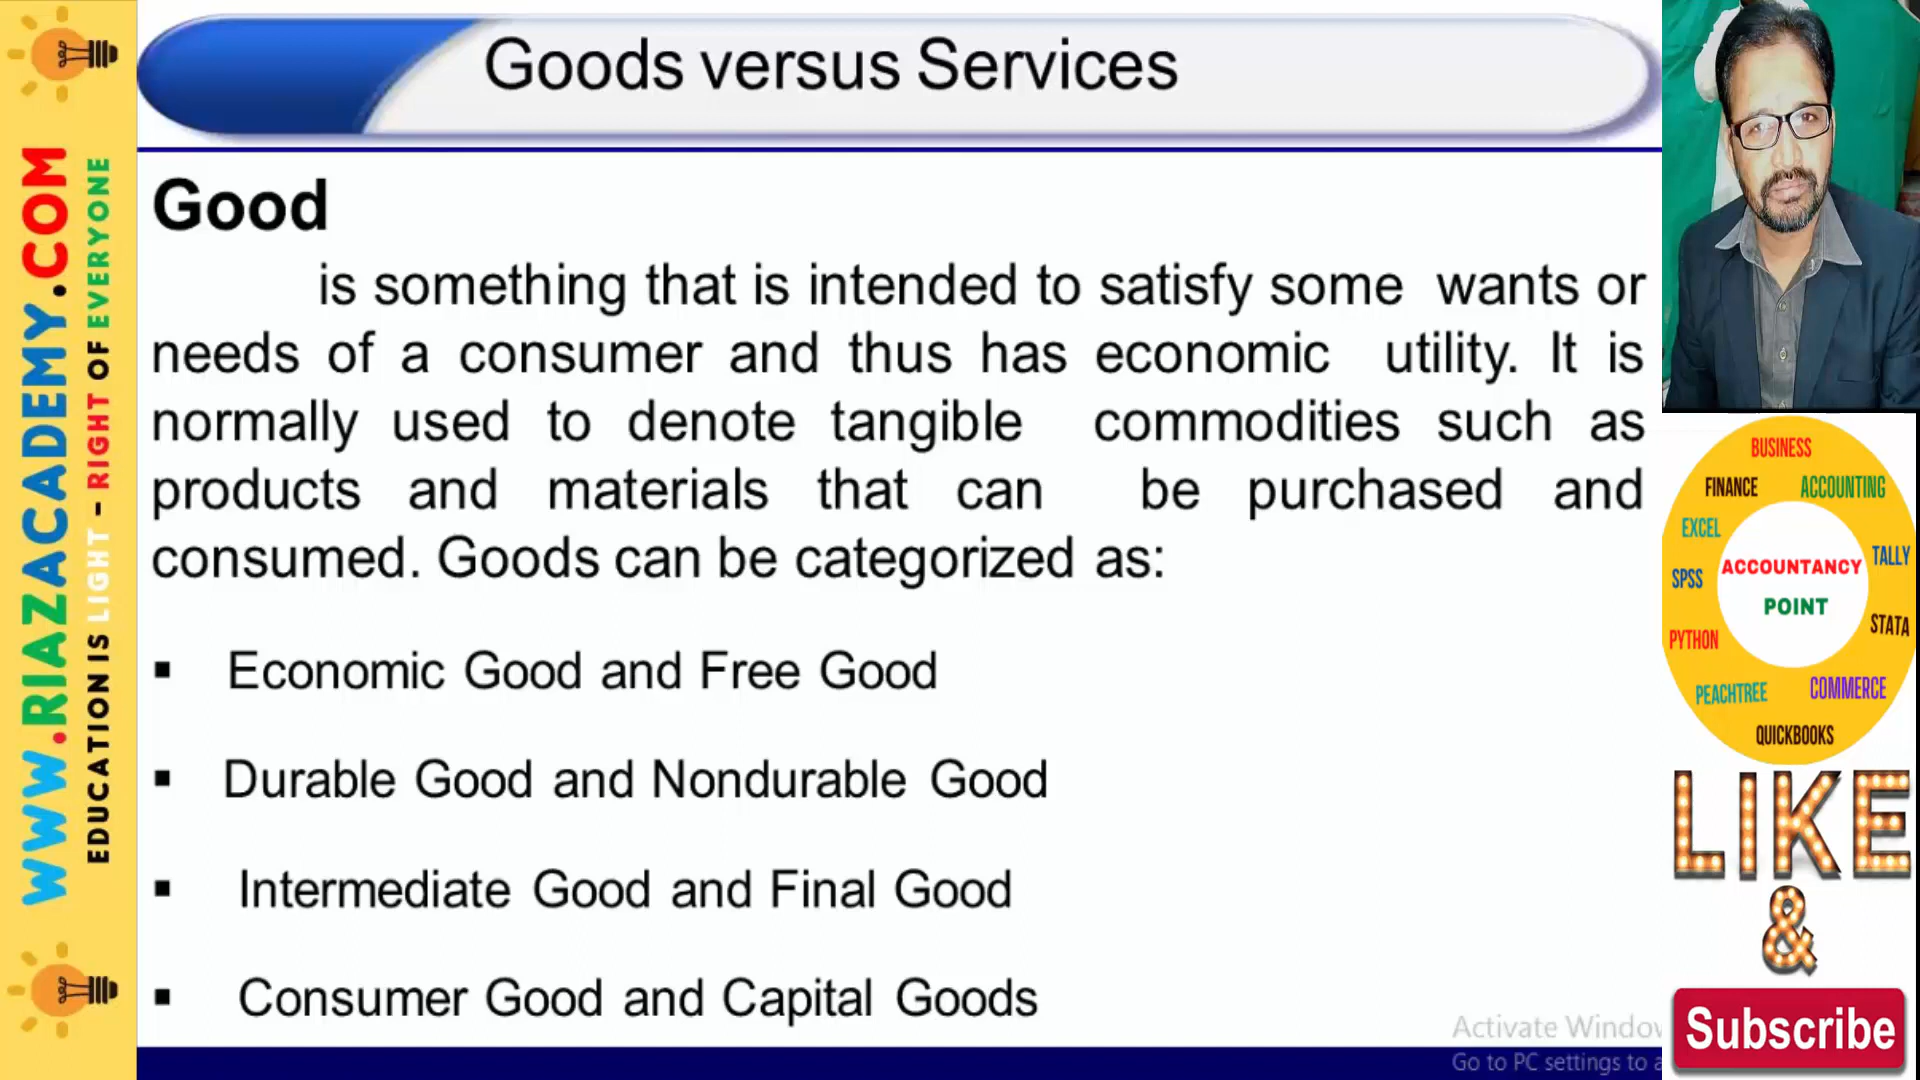 Goods versus Services
Good
is something that is intended to satisfy some wants or
needs of a consumer and thus has economic utility. It is
normally used to denote tangible commodities such as
products and materials that can be purchased and
consumed. Goods can be categorized as:
▪ Economic Good and Free Good
▪ Durable Good and Nondurable Good
▪ Intermediate Good and Final Good
▪ Consumer Good and Capital Goods
WWW.RIAZACADEMY.COM
EDUCATION IS LIGHT - RIGHT OF EVERYONE
BUSINESS
FINANCE
ACCOUNTING
EXCEL
TALLY
SPSS
ACCOUNTANCY
POINT
STATA
PYTHON
PEACHTREE
COMMERCE
QUICKBOOKS
LIKE
&
Subscribe
Activate Window
Go to PC settings to a